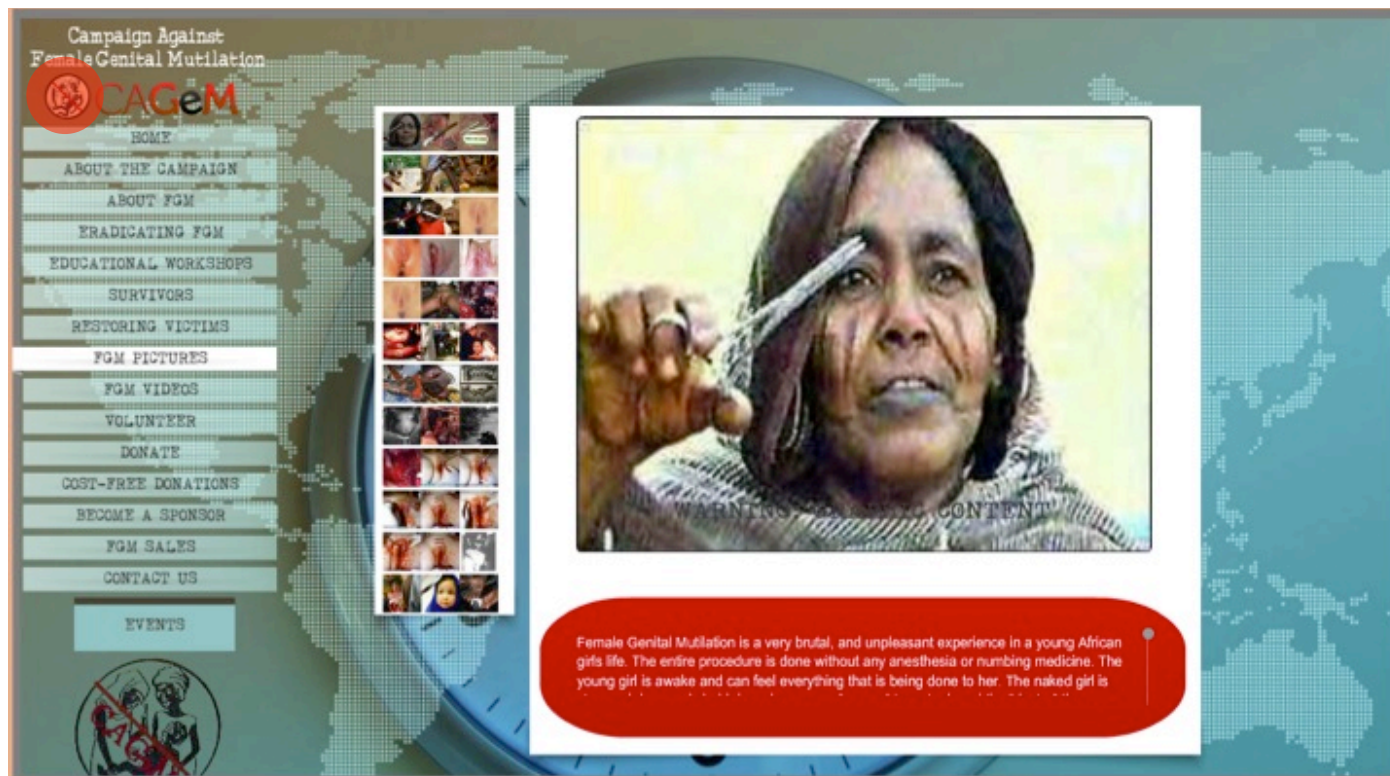 Campaign Against
Female Genital Mutilation
CAGeM
HOME
ABOUT THE CAMPAIGN
ABOUT FGM
ERADICATING FGM
EDUCATIONAL WORKSHOPS
SURVIVORS
RESTORING VICTIMS
FGM PICTURES
FGM VIDEOS
VOLUNTEER
DONATE
COST-FREE DONATIONS
BECOME A SPONSOR
FGM SALES
CONTACT US
EVENTS
CAGeM
WARNING CONTENT
Female Genital Mutilation is a very brutal, and unpleasant experience in a young African
girls life. The entire procedure is done without any anesthesia or numbing medicine. The
young girl is awake and can feel everything that is being done to her. The naked girl is